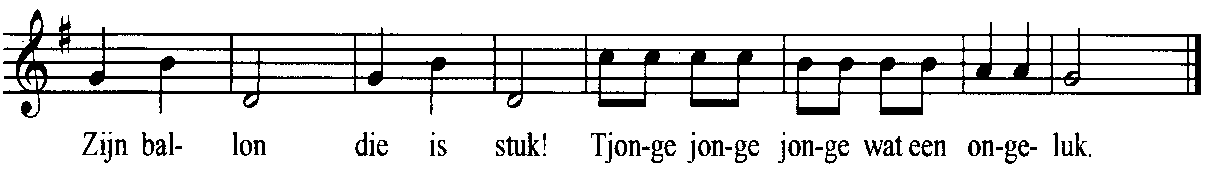 Zijn bal- lon die is stuk! Tjon-ge jon-ge jon-ge wat een on-ge- luk.